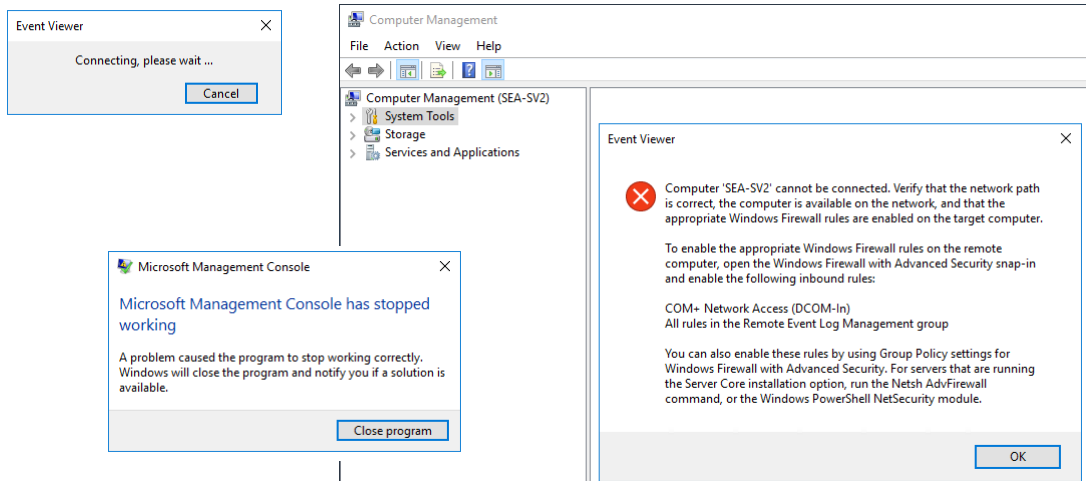 Event Viewer
Connecting, please wait ...
Cancel
Computer Management
File Action View Help
Computer Management (SEA-SV2)
System Tools
Storage
Services and Applications
Event Viewer
Computer 'SEA-SV2' cannot be connected. Verify that the network path
is correct, the computer is available on the network, and that the
appropriate Windows Firewall rules are enabled on the target computer.
To enable the appropriate Windows Firewall rules on the remote
computer, open the Windows Firewall with Advanced Security snap-in
and enable the following inbound rules:
COM+ Network Access (DCOM-In)
All rules in the Remote Event Log Management group
You can also enable these rules by using Group Policy settings for
Windows Firewall with Advanced Security. For servers that are running
the Server Core installation option, run the Netsh AdvFirewall
command, or the Windows PowerShell NetSecurity module.
OK
Microsoft Management Console
Microsoft Management Console has stopped
working
A problem caused the program to stop working correctly.
Windows will close the program and notify you if a solution is
available.
Close program